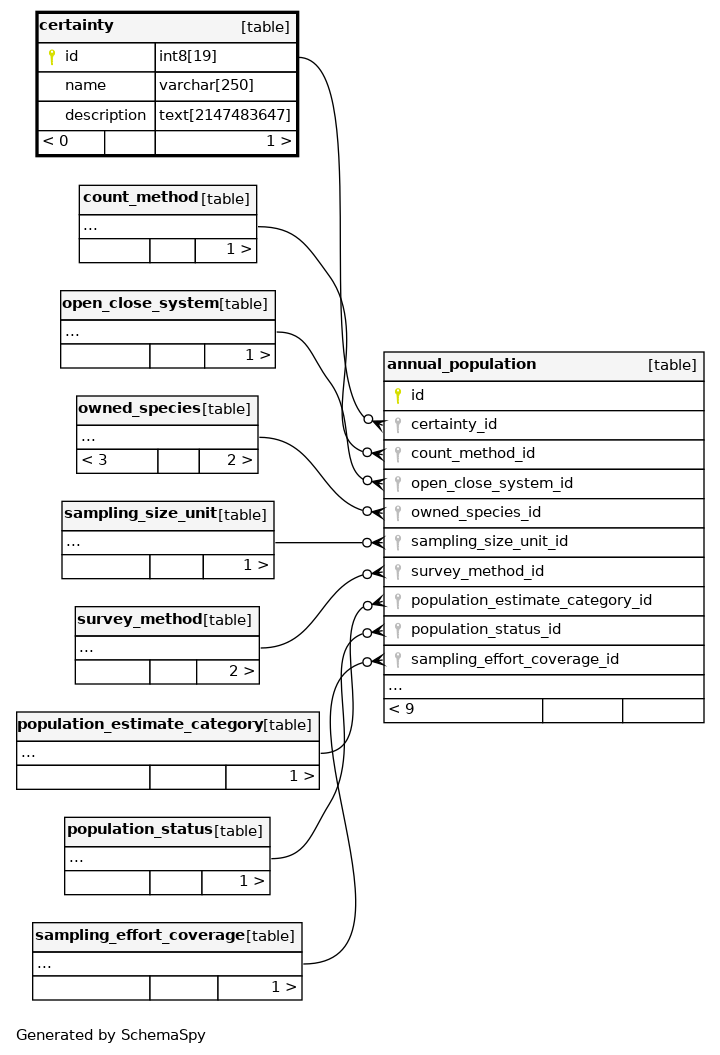 certainty [table]
id int8[19]
name varchar[250]
description text[2147483647]
< 0 1 >
count_method [table]
...
1 >
open_close_system [table]
...
1 >
owned_species [table]
...
< 3 2 >
sampling_size_unit [table]
...
1 >
survey_method [table]
...
2 >
population_estimate_category [table]
...
1 >
population_status [table]
...
1 >
sampling_effort_coverage [table]
...
1 >
annual_population [table]
id
certainty_id
count_method_id
open_close_system_id
owned_species_id
sampling_size_unit_id
survey_method_id
population_estimate_category_id
population_status_id
sampling_effort_coverage_id
...
< 9
Generated by SchemaSpy